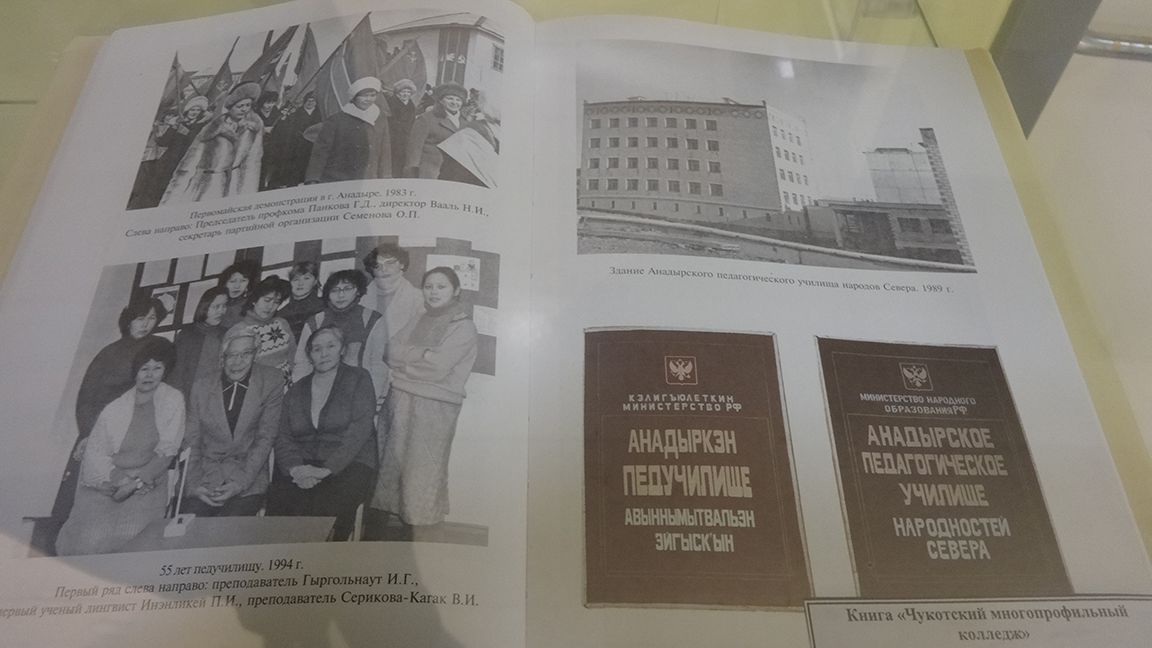 Первомайская демонстрация в г. Анадыре. 1983 г.
Слева направо: Председатель профкома Панкова Г.Д., директор Вааль Н.И.,
секретарь партийной организации Семенова О.П.
55 лет педучилищу. 1994 г.
Первый ряд слева направо: преподаватель Гыргольнаут И.Г.,
первый ученый лингвист Инэнликей П.И., преподаватель Серикова-Кагак В.И.
Здание Анадырского педагогического училища народов Севера. 1989 г.
КЭЛИГЪЮЛЕТКИН
МИНИСТЕРСТВО РФ
АНАДЫРКЭН
ПЕДУЧИЛИЩЕ
АВЫННЫМЫТВАЛЬЭН
ЭЙГЫСК'ЫН
МИНИСТЕРСТВО НАРОДНОГО
ОБРАЗОВАНИЯ РФ
АНАДЫРСКОЕ
ПЕДАГОГИЧЕСКОЕ
УЧИЛИЩЕ
НАРОДНОСТЕЙ
СЕВЕРА
Книга «Чукотский многопрофильный
колледж»